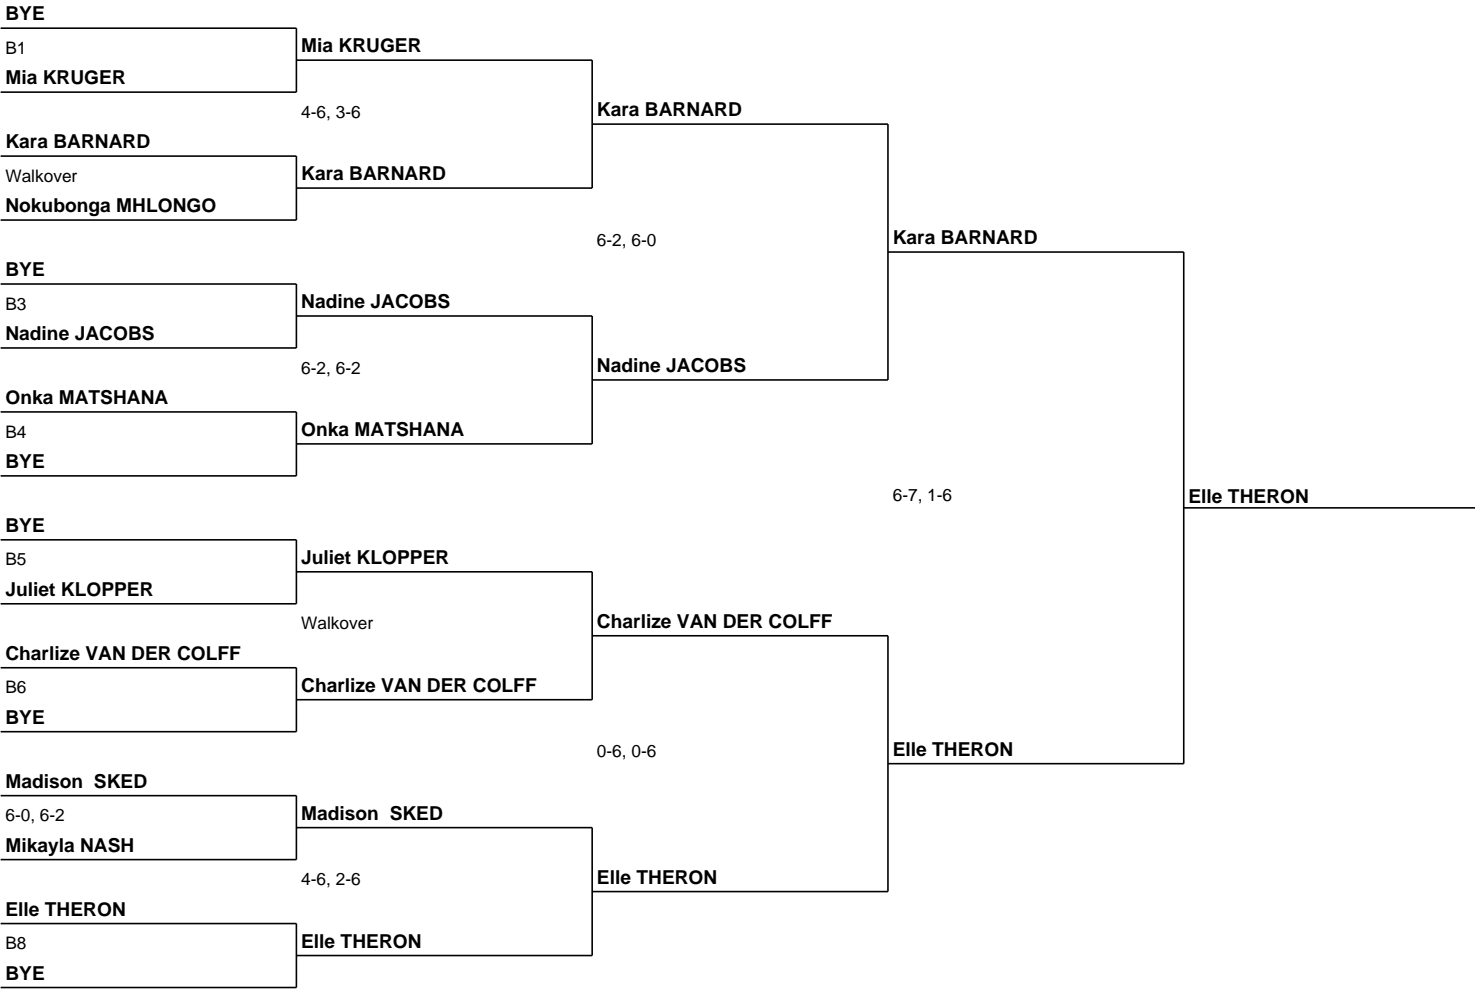 BYE
B1
Mia KRUGER
Mia KRUGER
4-6, 3-6
Kara BARNARD
Kara BARNARD
Walkover
Kara BARNARD
Nokubonga MHLONGO
6-2, 6-0
Kara BARNARD
BYE
B3
Nadine JACOBS
Nadine JACOBS
6-2, 6-2
Nadine JACOBS
Onka MATSHANA
B4
Onka MATSHANA
BYE
6-7, 1-6
Elle THERON
BYE
B5
Juliet KLOPPER
Juliet KLOPPER
Walkover
Charlize VAN DER COLFF
Charlize VAN DER COLFF
B6
Charlize VAN DER COLFF
BYE
0-6, 0-6
Elle THERON
Madison  SKED
6-0, 6-2
Madison  SKED
Mikayla NASH
4-6, 2-6
Elle THERON
Elle THERON
B8
Elle THERON
BYE